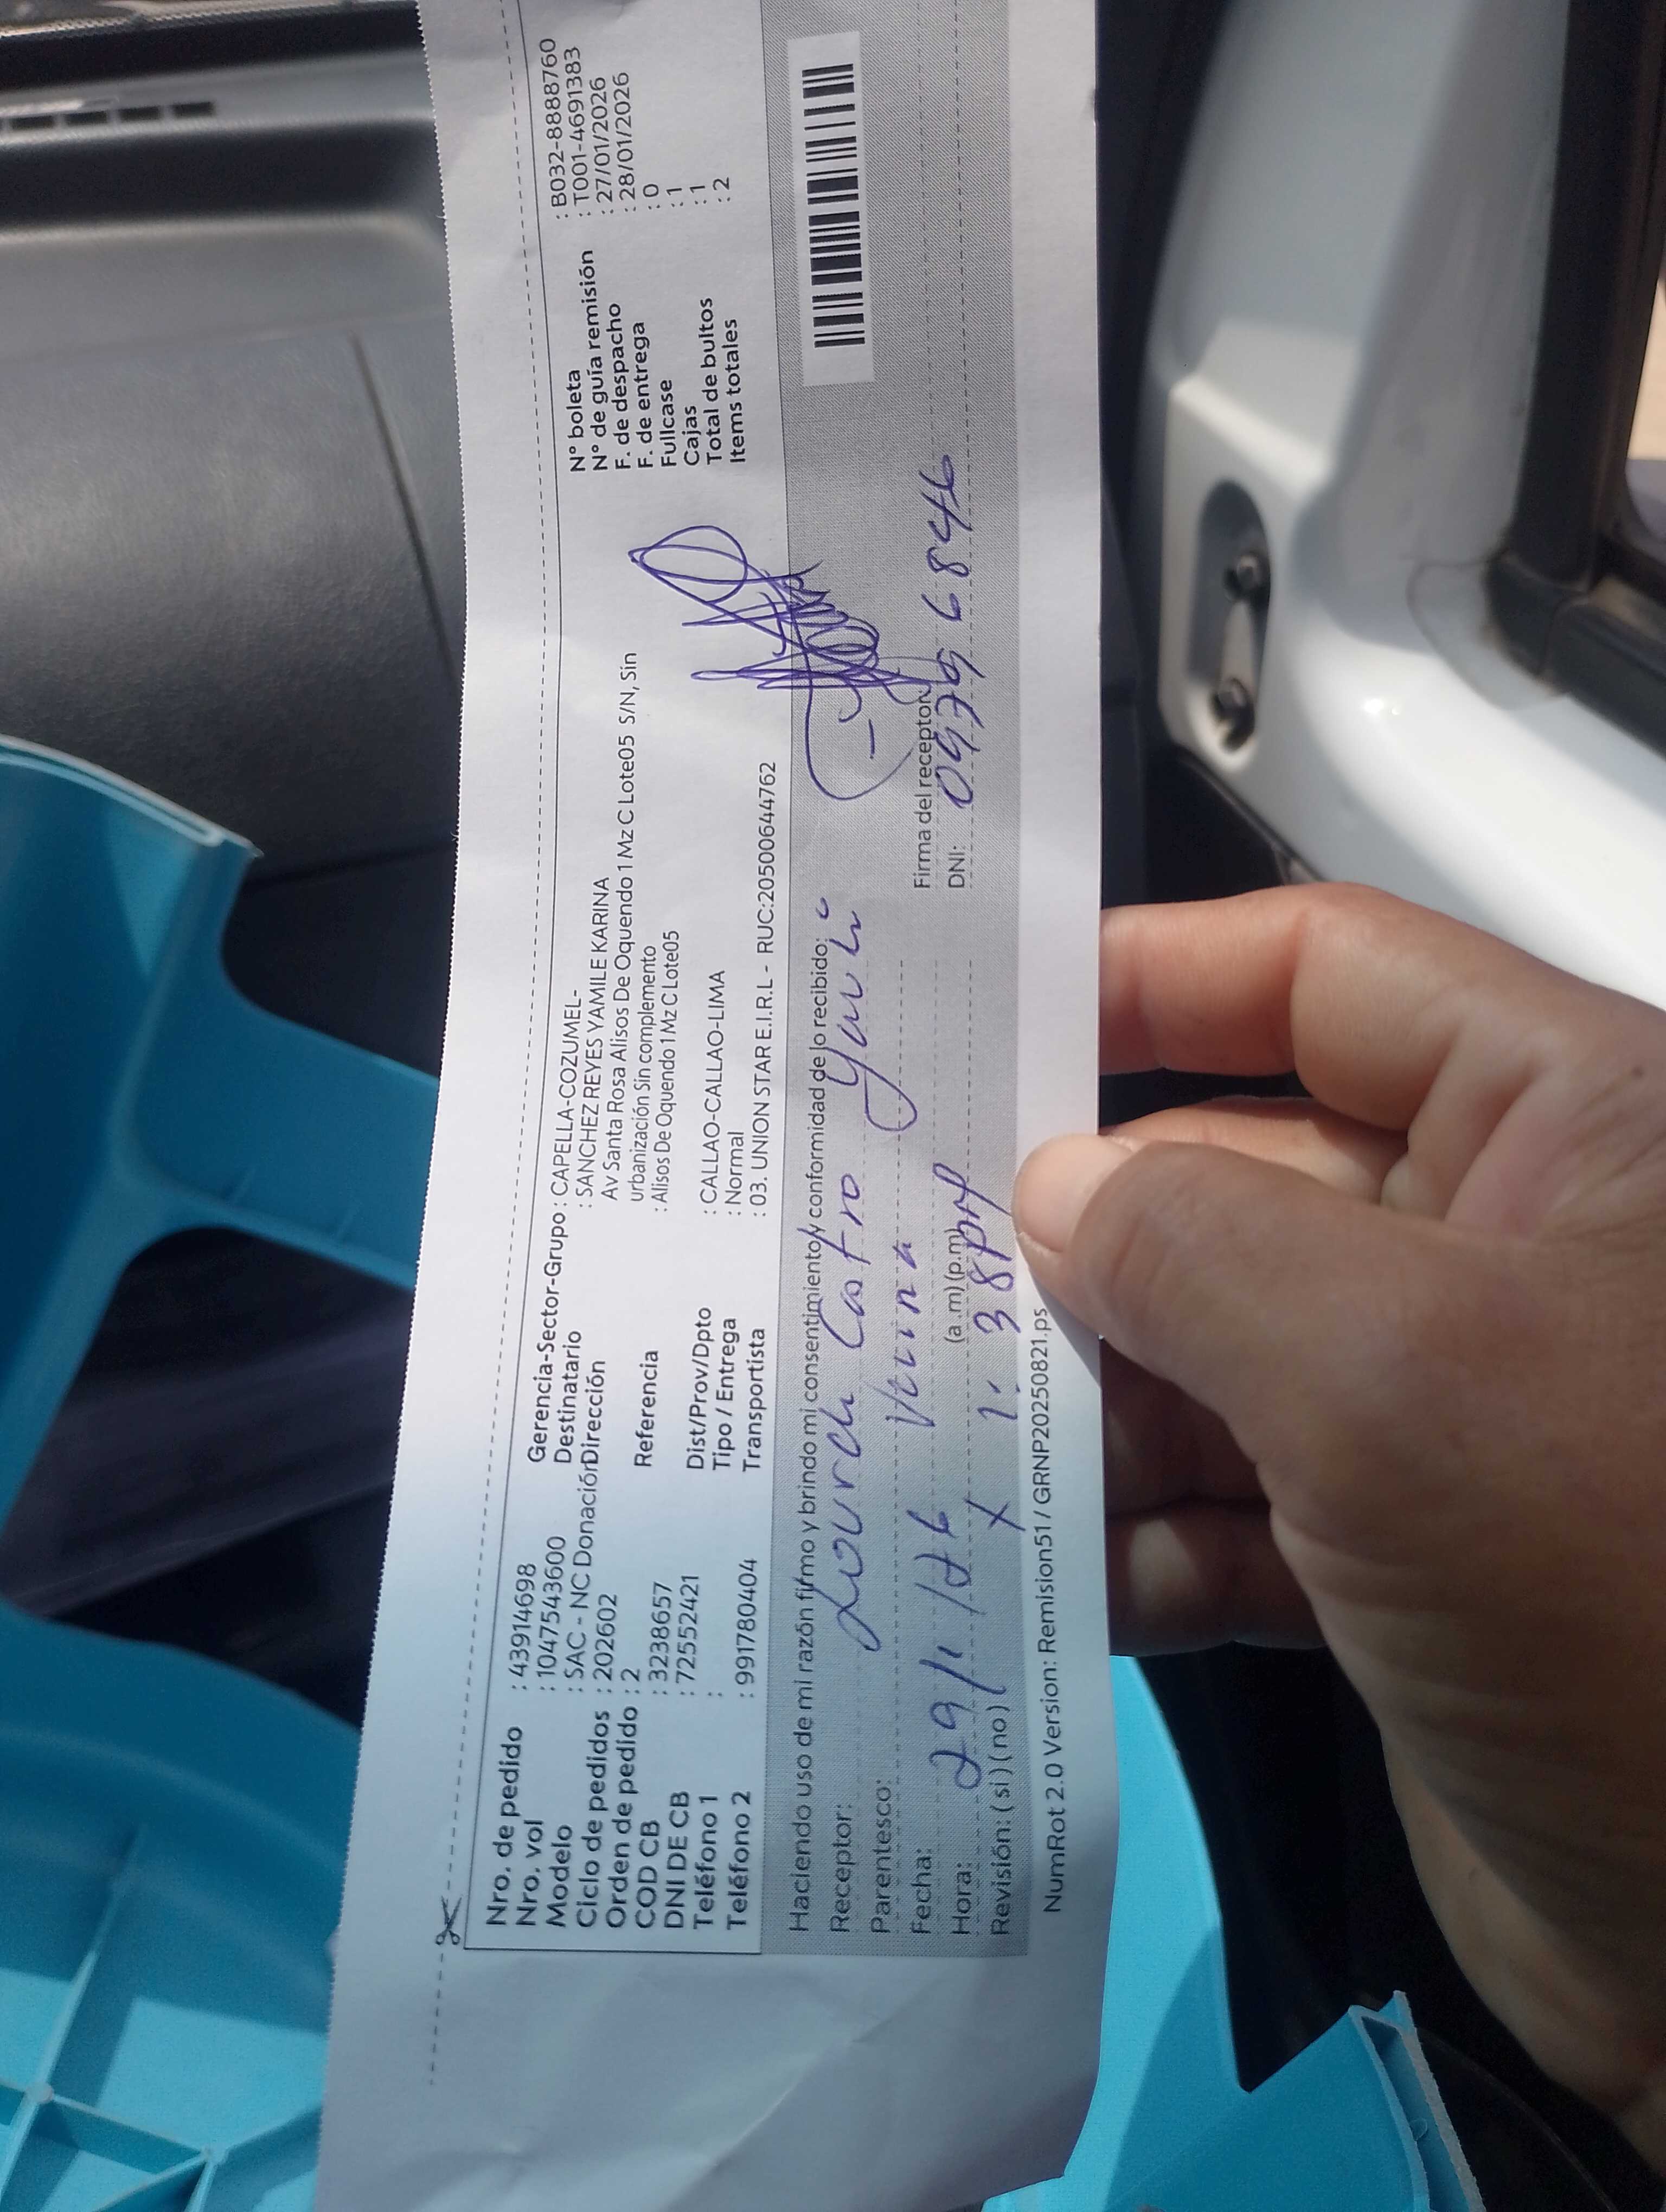 Nro. de pedido : 43914698
Nro. vol : 1047543600
Modelo : SAC - NC Donación
Ciclo de pedidos : 202602
Orden de pedido : 2
COD CB : 3238657
DNI DE CB : 72552421
Teléfono 1 :
Teléfono 2 : 991780404
Gerencia-Sector-Grupo : CAPELLA-COZUMEL-
Destinatario : SANCHEZ REYES YAMILE KARINA
Dirección Av Santa Rosa Alisos De Oquendo 1 Mz C Lote05 S/N, Sin
urbanización Sin complemento
Referencia : Alisos De Oquendo 1 Mz C Lote05
Dist/Prov/Dpto : CALLAO-CALLAO-LIMA
Tipo / Entrega : Normal
Transportista : 03. UNION STAR E.I.R.L - RUC:20500644762
N° boleta : B032-8888760
N° de guía remisión : T001-4691383
F. de despacho : 27/01/2026
F. de entrega : 28/01/2026
Fullcase : 0
Cajas : 1
Total de bultos : 1
Items totales : 2
Haciendo uso de mi razón firmo y brindo mi consentimiento y conformidad de lo recibido:
Receptor: Castro
Parentesco:
Fecha: 29/1/26
Hora: (a.m)(p.m)
Revisión: (si)(no) X 1:38 pm
Firma del receptor
DNI: 09796846
NumRot 2.0 Version: Remision51 / GRNP20250821.ps